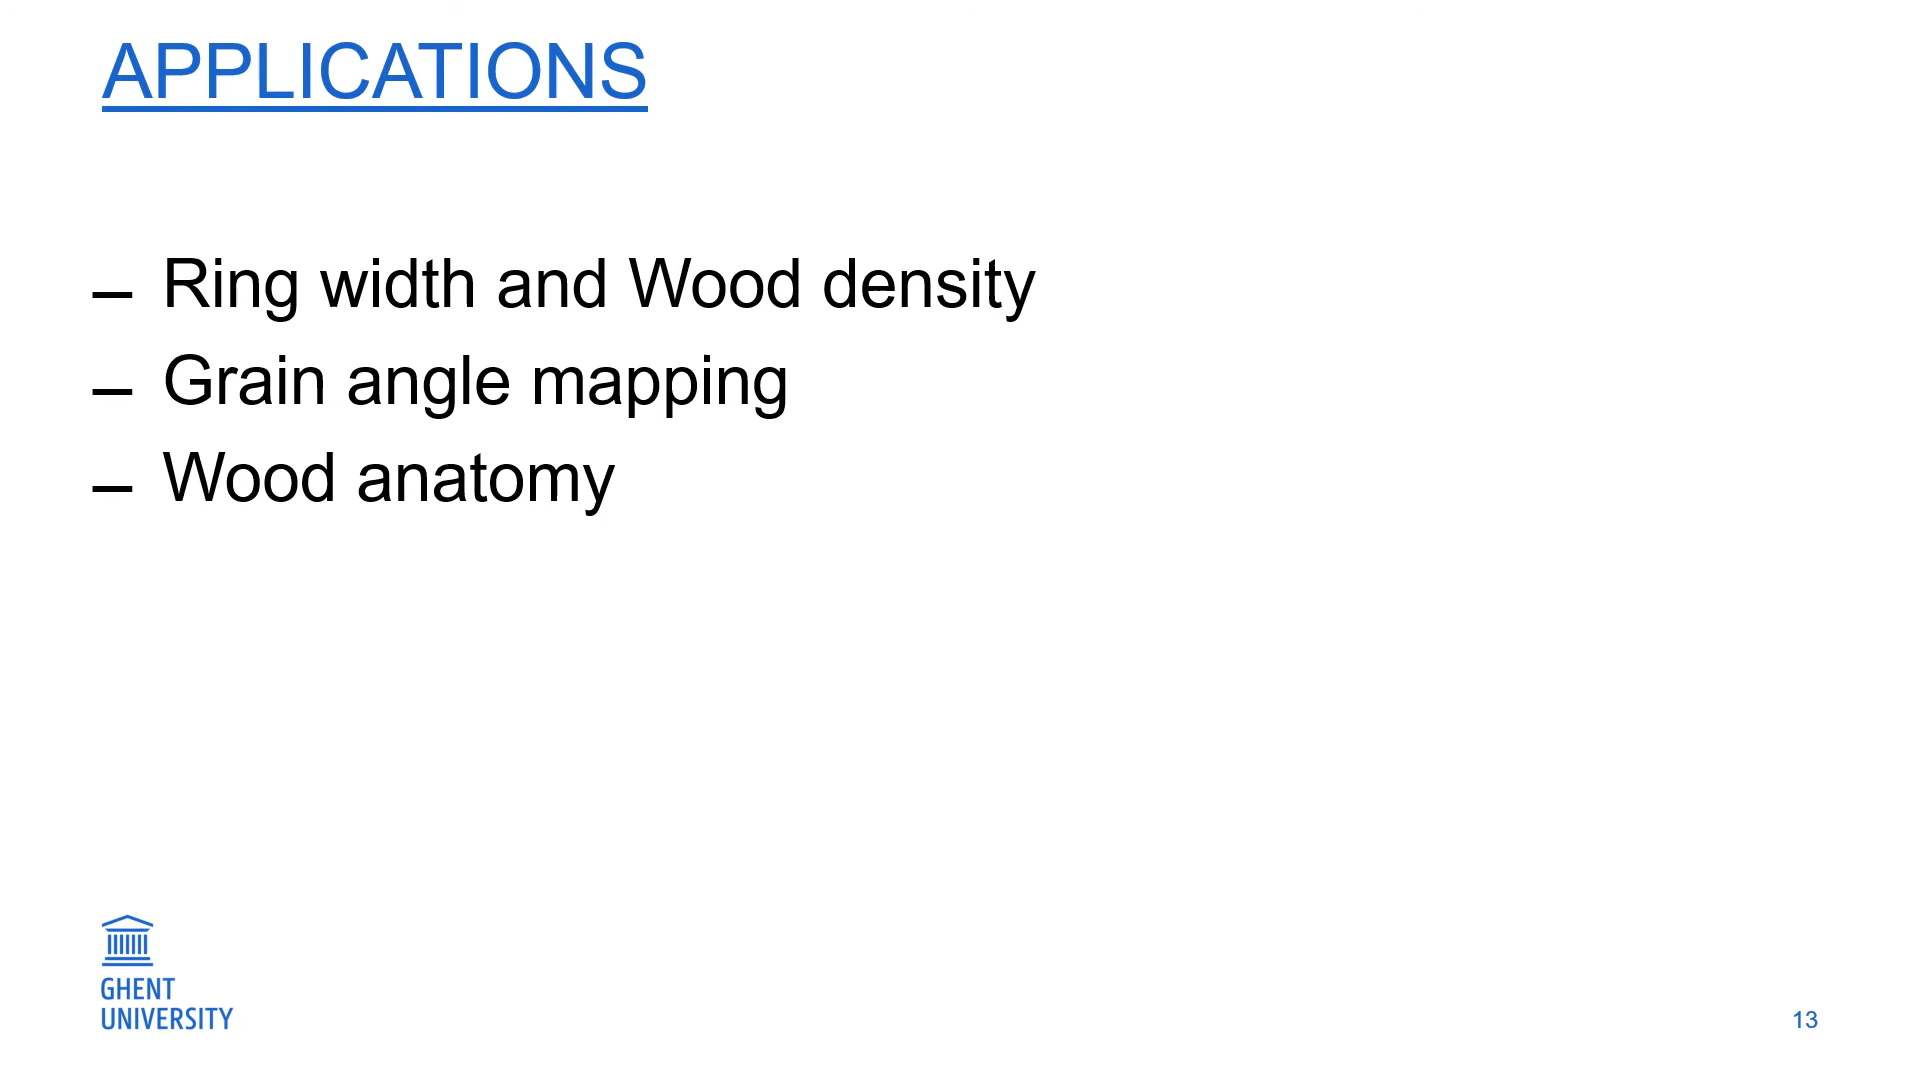 APPLICATIONS
– Ring width and Wood density
– Grain angle mapping
– Wood anatomy
GHENT
UNIVERSITY
13